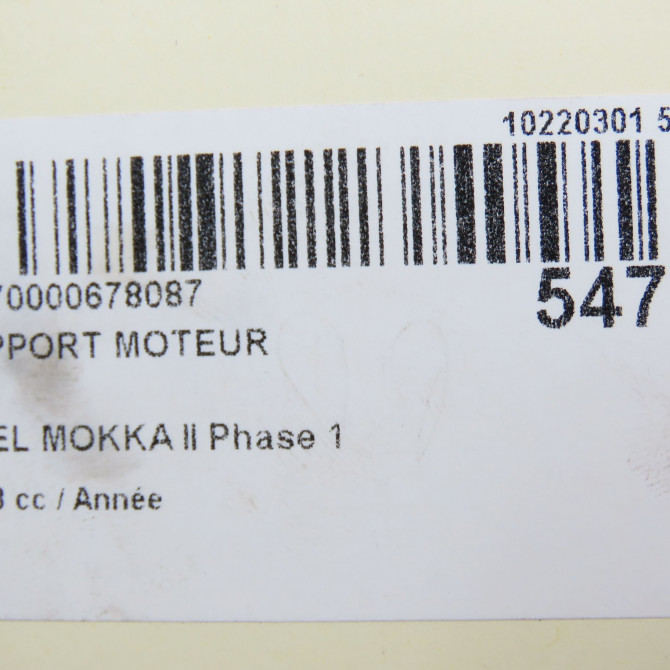 10220301 5
70000678087
547
PPORT MOTEUR
EL MOKKA II Phase 1
3 cc / Année